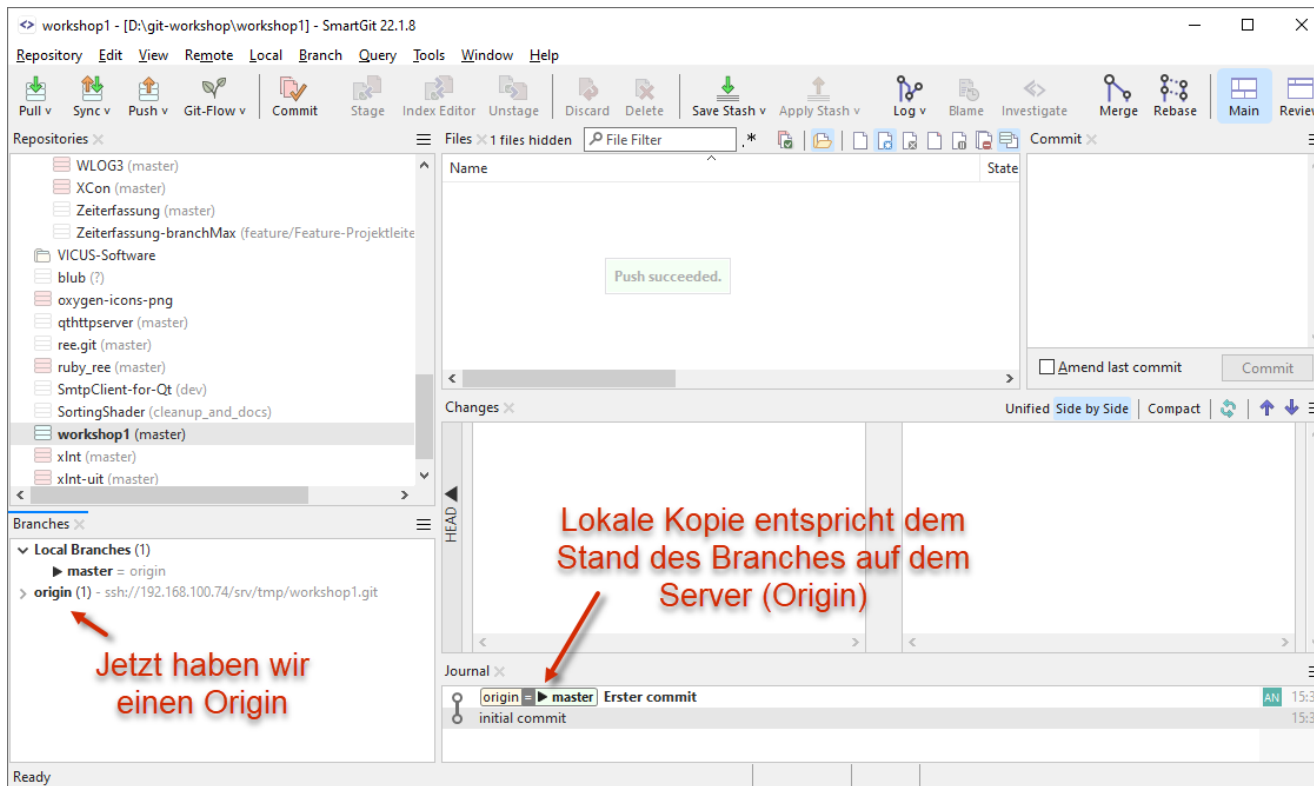 workshop1 - [D:\git-workshop\workshop1] - SmartGit 22.1.8
Repository Edit View Remote Local Branch Query Tools Window Help
Pull Sync Push Git-Flow Commit Stage Index Editor Unstage Discard Delete Save Stash Apply Stash Log Blame Investigate Merge Rebase Main Review
Repositories
WLOG3 (master)
XCon (master)
Zeiterfassung (master)
Zeiterfassung-branchMax (feature/Feature-Projektleite
VICUS-Software
blub (?)
oxygen-icons-png
qthttpserver (master)
ree.git (master)
ruby_ree (master)
SmtpClient-for-Qt (dev)
SortingShader (cleanup_and_docs)
workshop1 (master)
xInt (master)
xInt-uit (master)
Files 1 files hidden File Filter .*
Name State
Push succeeded.
Commit
Amend last commit Commit
Changes Unified Side by Side Compact
HEAD
Lokale Kopie entspricht dem
Stand des Branches auf dem
Server (Origin)
Branches
Local Branches (1)
master = origin
origin (1) - ssh://192.168.100.74/srv/tmp/workshop1.git
Jetzt haben wir
einen Origin
Journal
origin = master Erster commit AN 15:3
initial commit 15:3
Ready